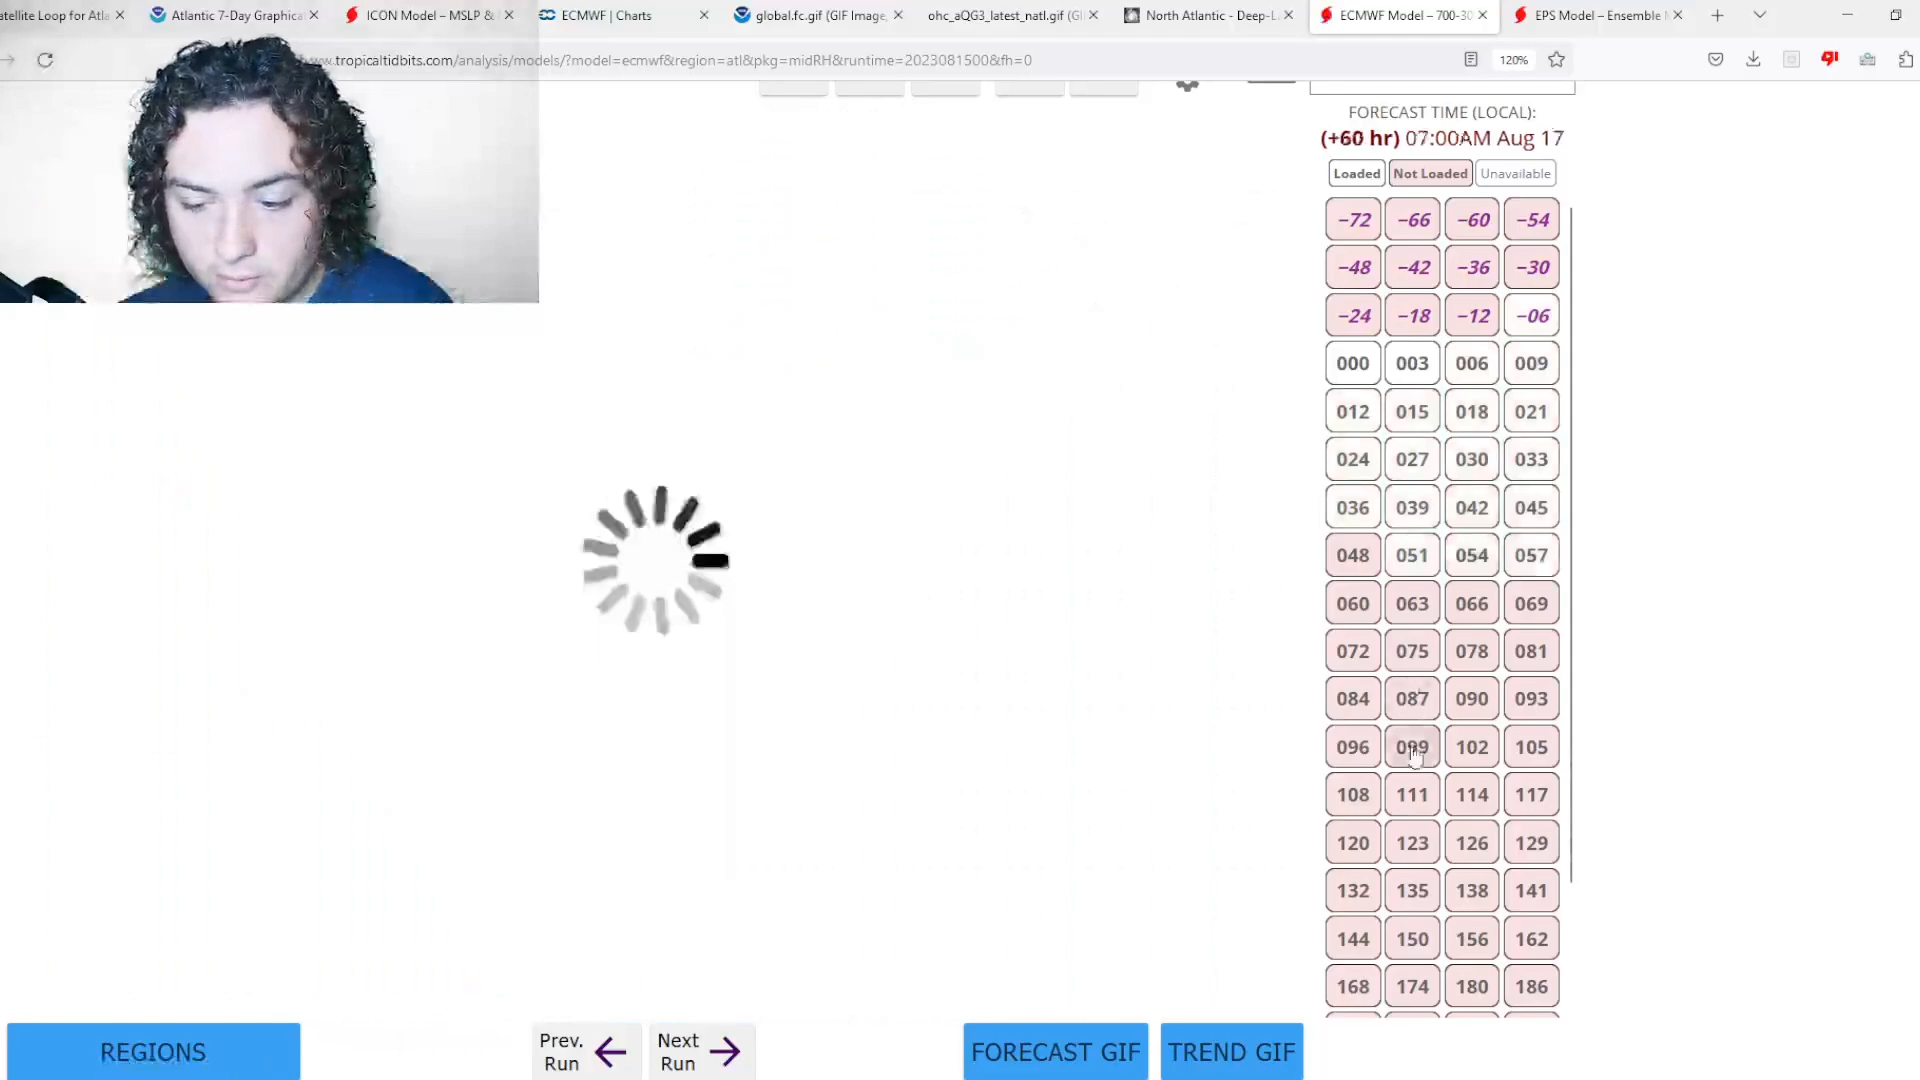 atellite Loop for Atla
Atlantic 7-Day Graphica
ICON Model – MSLP &
ECMWF | Charts
global.fc.gif (GIF Image,
ohc_aQG3_latest_natl.gif (GI
North Atlantic - Deep-L
ECMWF Model – 700-30
EPS Model – Ensemble
www.tropicaltidbits.com/analysis/models/?model=ecmwf&region=atl&pkg=midRH&runtime=2023081500&fh=0
120%
FORECAST TIME (LOCAL):
(+60 hr) 07:00AM Aug 17
Loaded Not Loaded Unavailable
−72 −66 −60 −54
−48 −42 −36 −30
−24 −18 −12 −06
000 003 006 009
012 015 018 021
024 027 030 033
036 039 042 045
048 051 054 057
060 063 066 069
072 075 078 081
084 087 090 093
096 099 102 105
108 111 114 117
120 123 126 129
132 135 138 141
144 150 156 162
168 174 180 186
REGIONS
Prev. Run
Next Run
FORECAST GIF
TREND GIF